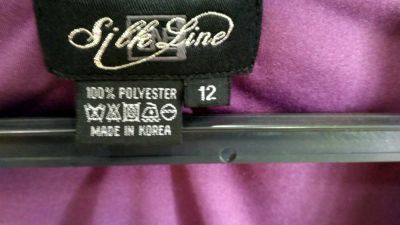 Silk Line
100% POLYESTER
12
MADE IN KOREA